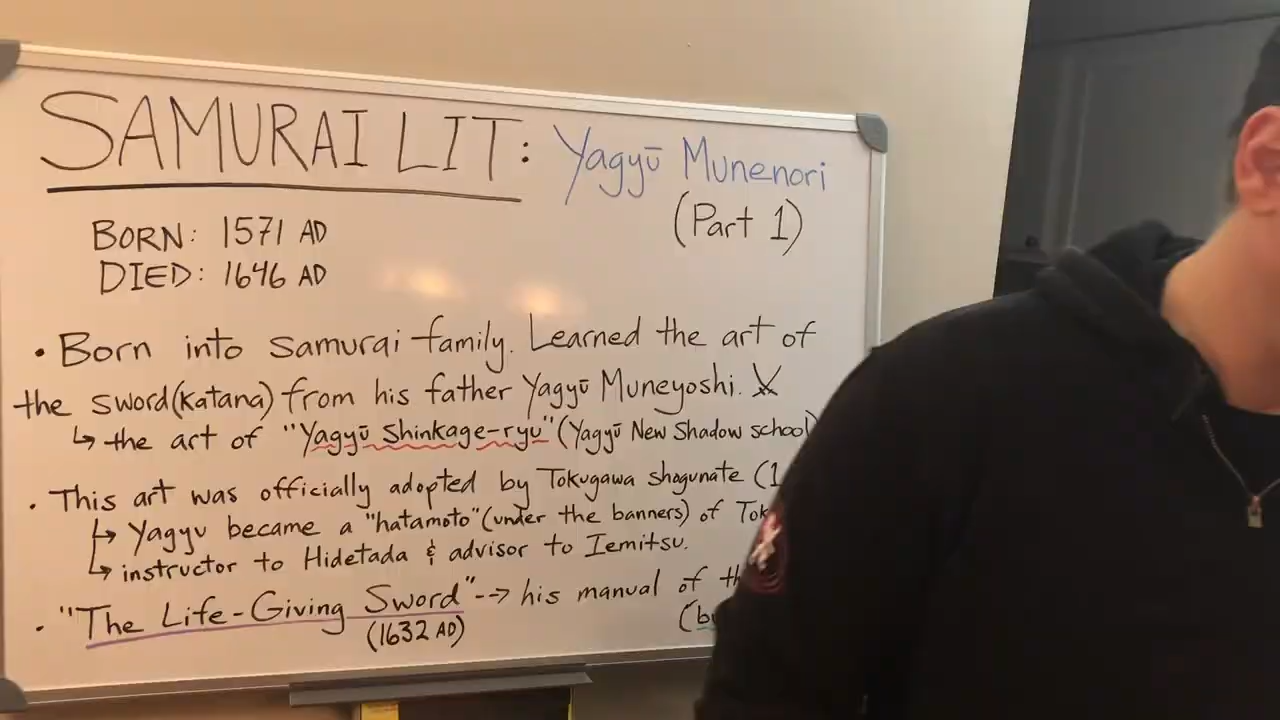 SAMURAI LIT: Yagyū Munenori
(Part 1)
BORN: 1571 AD
DIED: 1646 AD
• Born into samurai family. Learned the art of
the sword(katana) from his father Yagyū Muneyoshi.
↳ the art of "Yagyū Shinkage-ryu" (Yagyū New Shadow school)
• This art was officially adopted by Tokugawa shogunate (1
↳ Yagyu became a "hatamoto" (under the banners) of
↳ instructor to Hidetada & advisor to Iemitsu.
• "The Life-Giving Sword" --> his manual of
(1632 AD)